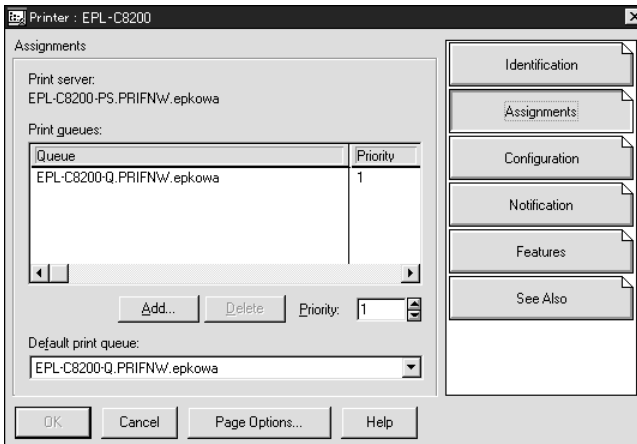 Printer : EPL-C8200
Assignments
Print server:
EPL-C8200-PS.PRIFNW.epkowa
Print queues:
Queue Priority
EPL-C8200-Q.PRIFNW.epkowa 1
Add... Delete Priority: 1
Default print queue:
EPL-C8200-Q.PRIFNW.epkowa
OK Cancel Page Options... Help
Identification
Assignments
Configuration
Notification
Features
See Also